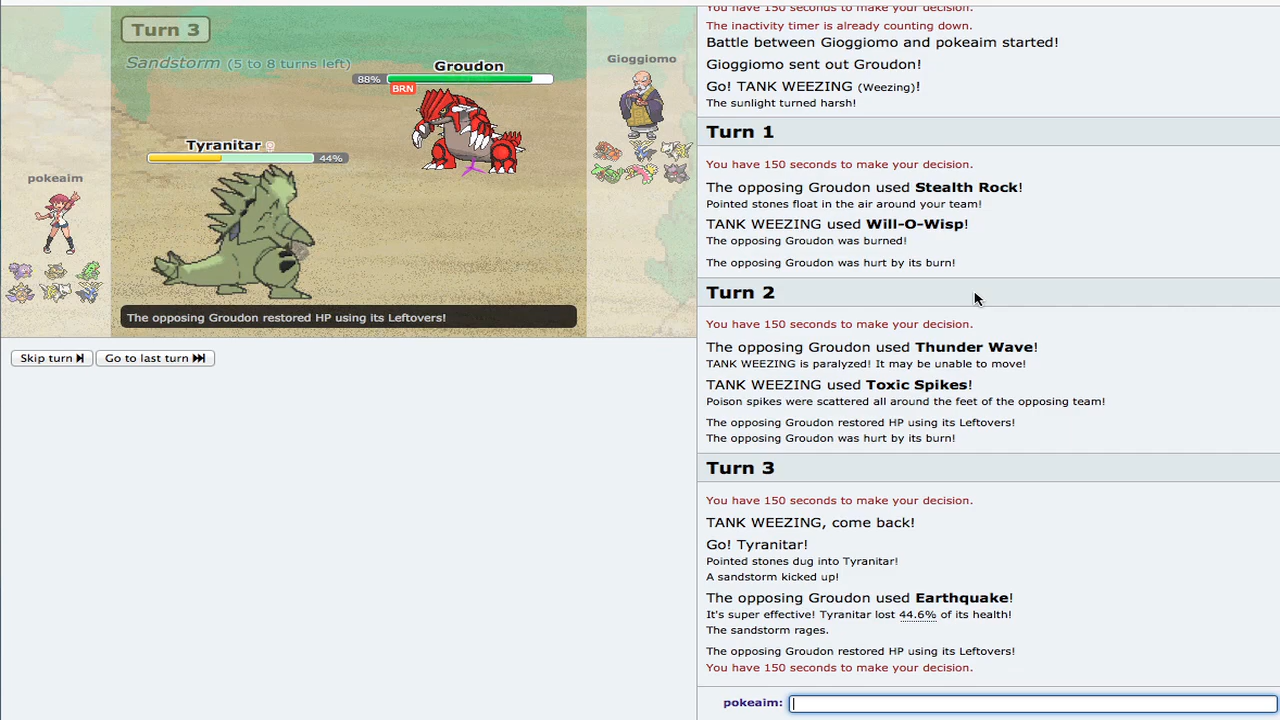 Turn 3
Sandstorm (5 to 8 turns left)
Groudon
88%
BRN
Gioggiomo
Tyranitar
44%
pokeaim
The opposing Groudon restored HP using its Leftovers!
Skip turn
Go to last turn
You have 150 seconds to make your decision.
The inactivity timer is already counting down.
Battle between Gioggiomo and pokeaim started!
Gioggiomo sent out Groudon!
Go! TANK WEEZING (Weezing)!
The sunlight turned harsh!
Turn 1
You have 150 seconds to make your decision.
The opposing Groudon used Stealth Rock!
Pointed stones float in the air around your team!
TANK WEEZING used Will-O-Wisp!
The opposing Groudon was burned!
The opposing Groudon was hurt by its burn!
Turn 2
You have 150 seconds to make your decision.
The opposing Groudon used Thunder Wave!
TANK WEEZING is paralyzed! It may be unable to move!
TANK WEEZING used Toxic Spikes!
Poison spikes were scattered all around the feet of the opposing team!
The opposing Groudon restored HP using its Leftovers!
The opposing Groudon was hurt by its burn!
Turn 3
You have 150 seconds to make your decision.
TANK WEEZING, come back!
Go! Tyranitar!
Pointed stones dug into Tyranitar!
A sandstorm kicked up!
The opposing Groudon used Earthquake!
It's super effective! Tyranitar lost 44.6% of its health!
The sandstorm rages.
The opposing Groudon restored HP using its Leftovers!
You have 150 seconds to make your decision.
pokeaim: